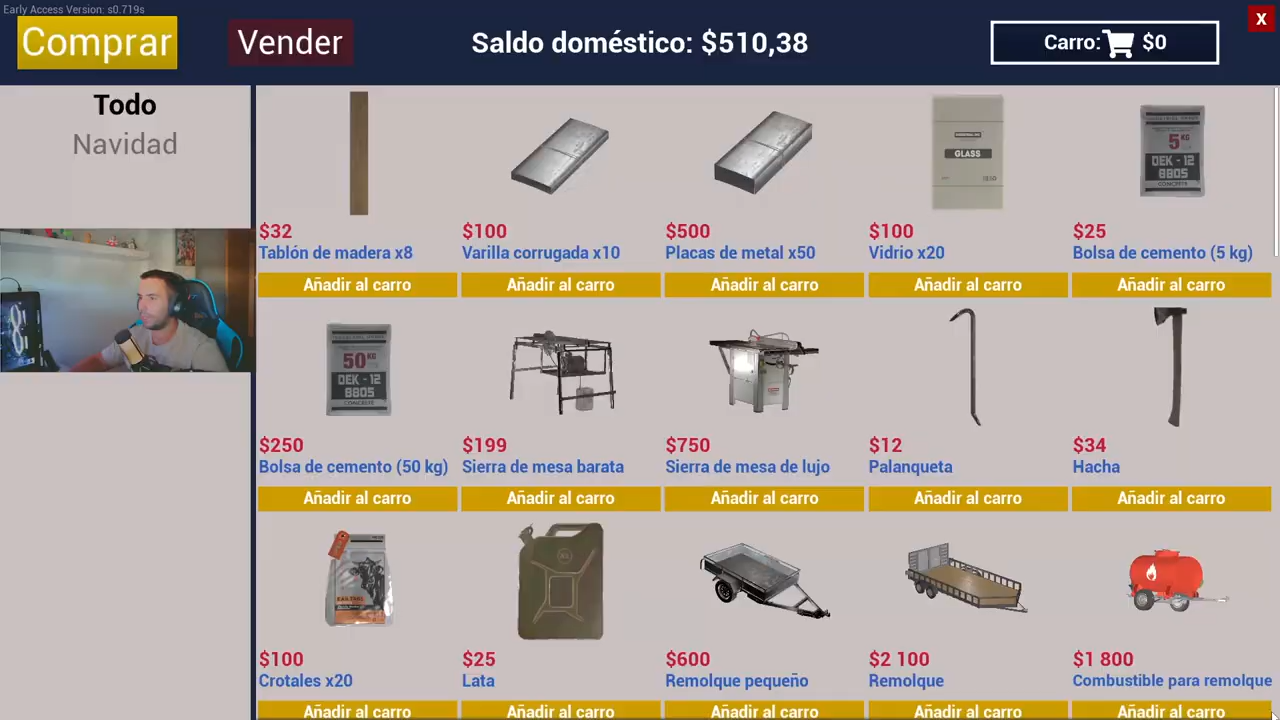 Early Access Version: s0.719s
Comprar
Vender
Saldo doméstico: $510,38
Carro: $0
X
Todo
Navidad
GLASS
5 KG
DEK - 12
8805
CONCRETE
$32
$100
$500
$100
$25
Tablón de madera x8
Varilla corrugada x10
Placas de metal x50
Vidrio x20
Bolsa de cemento (5 kg)
Añadir al carro
Añadir al carro
Añadir al carro
Añadir al carro
Añadir al carro
50 KG
DEK - 12
8805
CONCRETE
$250
$199
$750
$12
$34
Bolsa de cemento (50 kg)
Sierra de mesa barata
Sierra de mesa de lujo
Palanqueta
Hacha
Añadir al carro
Añadir al carro
Añadir al carro
Añadir al carro
Añadir al carro
EAR TAGS
$100
$25
$600
$2 100
$1 800
Crotales x20
Lata
Remolque pequeño
Remolque
Combustible para remolque
Añadir al carro
Añadir al carro
Añadir al carro
Añadir al carro
Añadir al carro